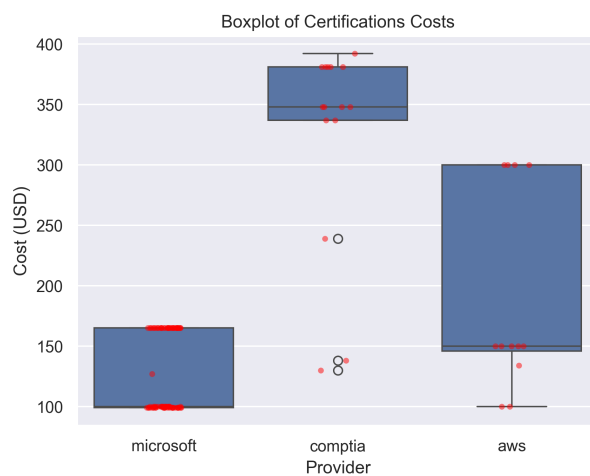 Boxplot of Certifications Costs
Cost (USD)
400
350
300
250
200
150
100
microsoft
comptia
aws
Provider